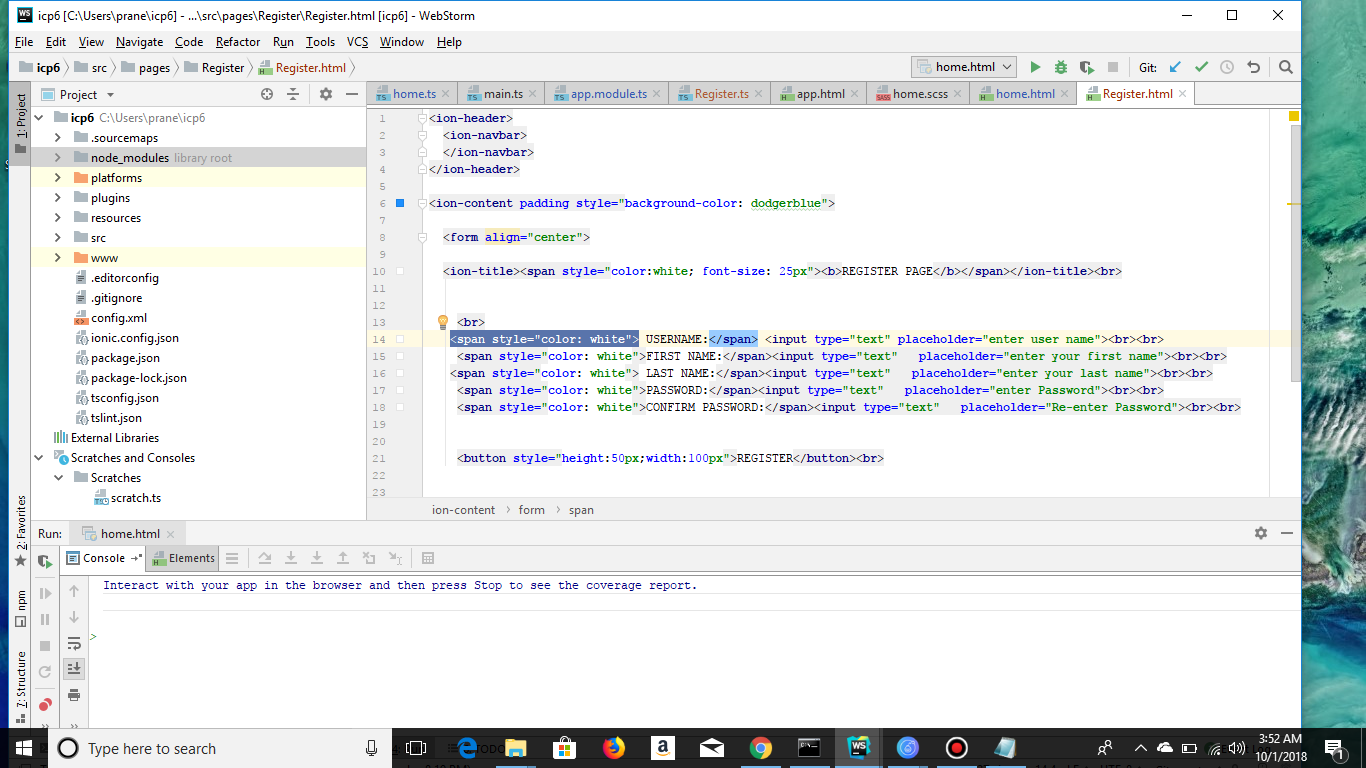 icp6 [C:\Users\prane\icp6] - ...\src\pages\Register\Register.html [icp6] - WebStorm
File Edit View Navigate Code Refactor Run Tools VCS Window Help
icp6 src pages Register Register.html home.html Git:
1: Project
Project
home.ts main.ts app.module.ts Register.ts app.html home.scss home.html Register.html
icp6 C:\Users\prane\icp6
.sourcemaps
node_modules library root
platforms
plugins
resources
src
www
.editorconfig
.gitignore
config.xml
ionic.config.json
package.json
package-lock.json
tsconfig.json
tslint.json
External Libraries
Scratches and Consoles
Scratches
scratch.ts
1 <ion-header>
2 <ion-navbar>
3 </ion-navbar>
4 </ion-header>
5
6 <ion-content padding style="background-color: dodgerblue">
7
8 <form align="center">
9
10 <ion-title><span style="color:white; font-size: 25px"><b>REGISTER PAGE</b></span></ion-title><br>
11
12
13 <br>
14 <span style="color: white"> USERNAME:</span> <input type="text" placeholder="enter user name"><br><br>
15 <span style="color: white">FIRST NAME:</span><input type="text" placeholder="enter your first name"><br><br>
16 <span style="color: white"> LAST NAME:</span><input type="text" placeholder="enter your last name"><br><br>
17 <span style="color: white">PASSWORD:</span><input type="text" placeholder="enter Password"><br><br>
18 <span style="color: white">CONFIRM PASSWORD:</span><input type="text" placeholder="Re-enter Password"><br><br>
19
20
21 <button style="height:50px;width:100px">REGISTER</button><br>
22
23
ion-content form span
2: Favorites
npm
7: Structure
Run: home.html
Console Elements
Interact with your app in the browser and then press Stop to see the coverage report.
>
Type here to search
3:52 AM
10/1/2018
1